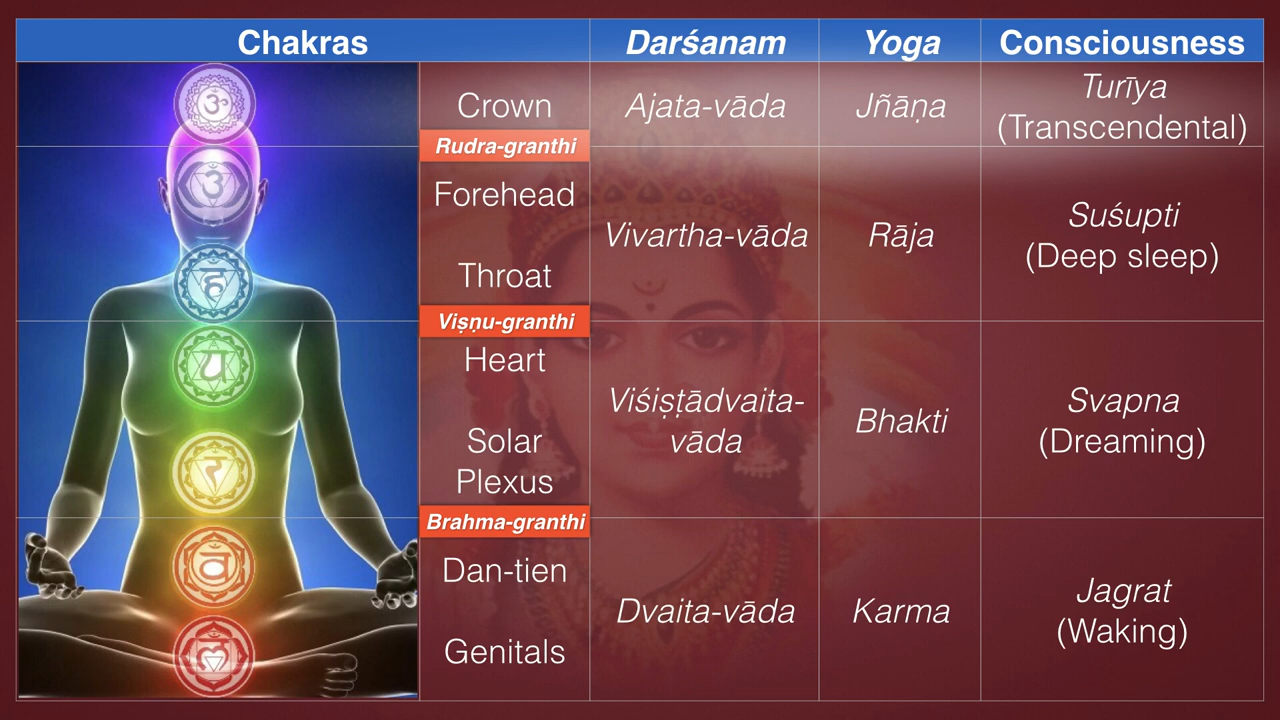 Chakras Darśanam Yoga Consciousness
ॐ
Crown Ajata-vāda Jñāṇa Turīya
(Transcendental)
Rudra-granthi
Forehead
Throat
Vivartha-vāda Rāja Suśupti
(Deep sleep)
Viṣṇu-granthi
Heart
Solar
Plexus
Viśiṣṭādvaita-
vāda
Bhakti
Svapna
(Dreaming)
Brahma-granthi
Dan-tien
Genitals
Dvaita-vāda Karma Jagrat
(Waking)
ॐ
हं
यं
रं
वं
लं